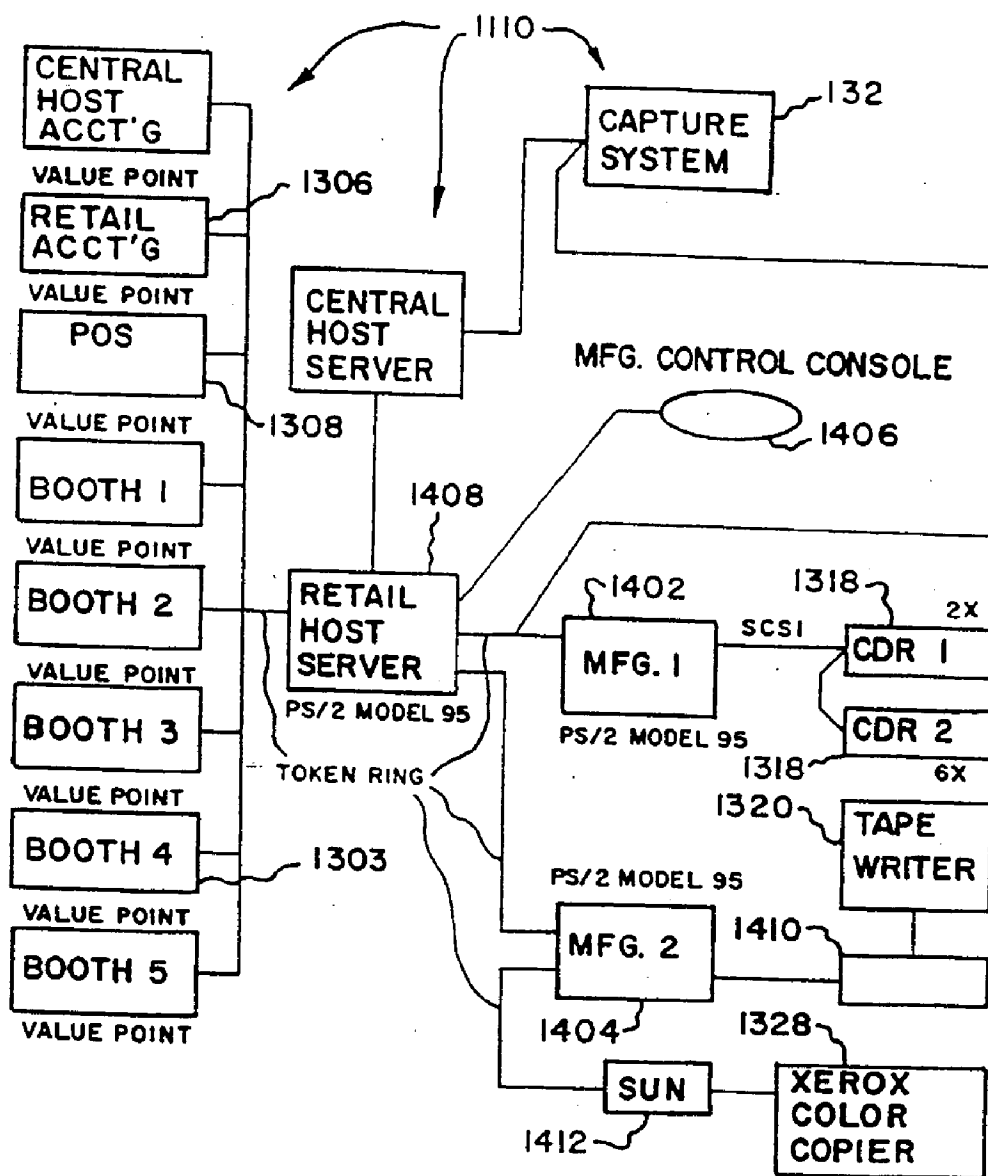 1110
CENTRAL
HOST
ACCT'G
VALUE POINT
1306
RETAIL
ACCT'G
VALUE POINT
POS
1308
VALUE POINT
BOOTH 1
VALUE POINT
BOOTH 2
VALUE POINT
BOOTH 3
VALUE POINT
BOOTH 4
1303
VALUE POINT
BOOTH 5
VALUE POINT
132
CAPTURE
SYSTEM
CENTRAL
HOST
SERVER
MFG. CONTROL CONSOLE
1406
1408
RETAIL
HOST
SERVER
PS/2 MODEL 95
TOKEN RING
1402
MFG. 1
PS/2 MODEL 95
SCSI
1318
2X
CDR 1
CDR 2
1318
6X
1320
TAPE
WRITER
PS/2 MODEL 95
MFG. 2
1404
1410
SUN
1412
1328
XEROX
COLOR
COPIER